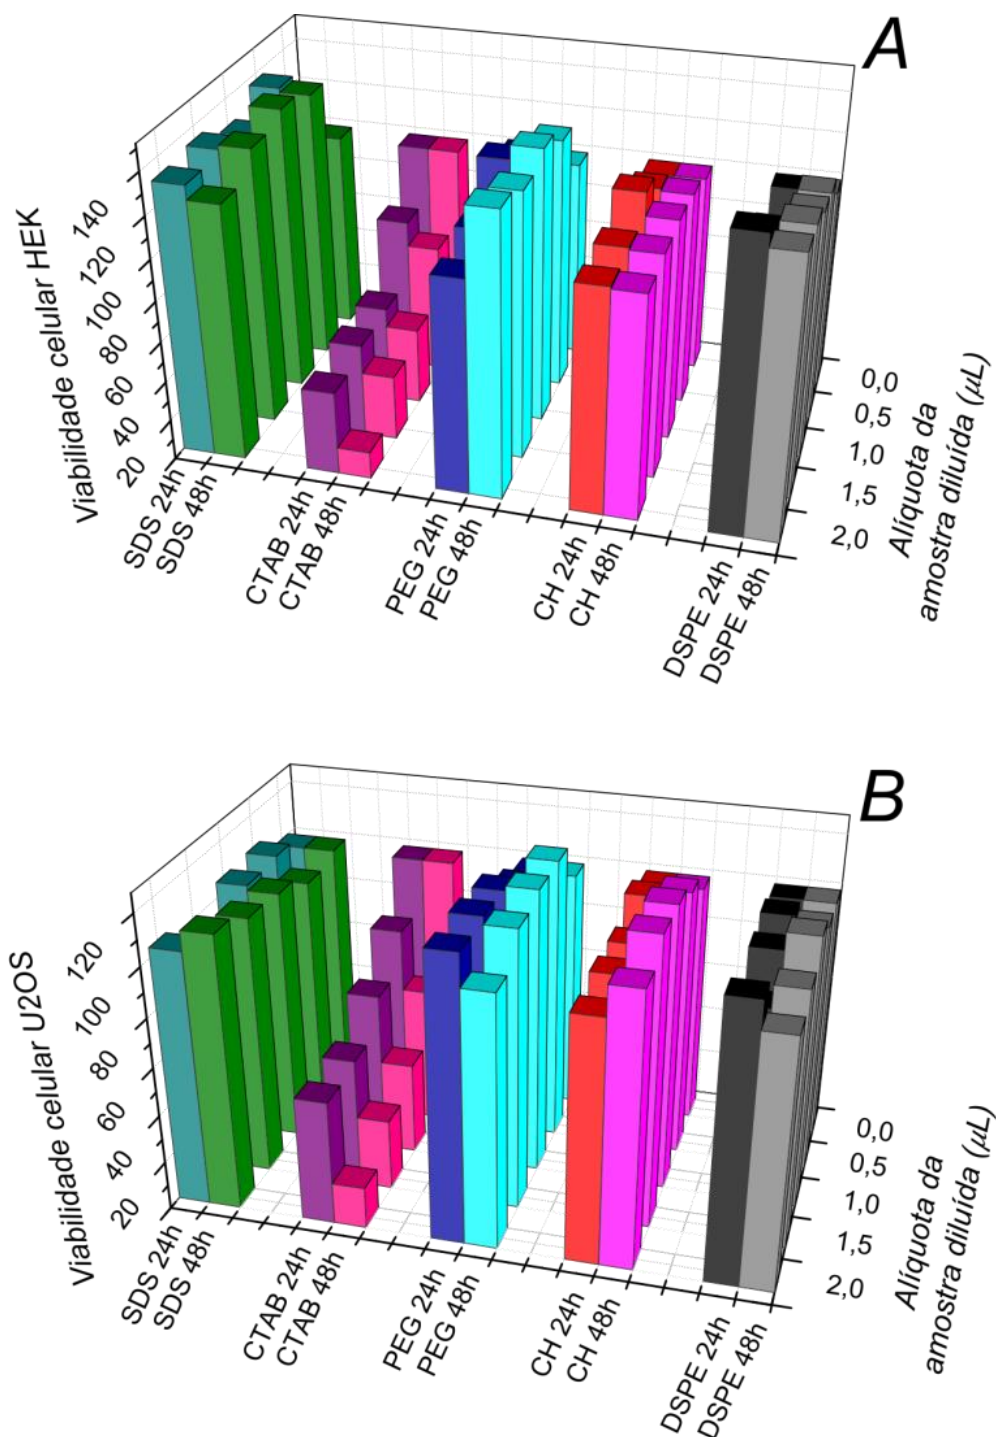 A
Viabilidade celular HEK
140
120
100
80
60
40
20
SDS 24h
SDS 48h
CTAB 24h
CTAB 48h
PEG 24h
PEG 48h
CH 24h
CH 48h
DSPE 24h
DSPE 48h
0,0
0,5
1,0
1,5
2,0
Alíquota da
amostra diluída (μL)
B
Viabilidade celular U2OS
120
100
80
60
40
20
SDS 24h
SDS 48h
CTAB 24h
CTAB 48h
PEG 24h
PEG 48h
CH 24h
CH 48h
DSPE 24h
DSPE 48h
0,0
0,5
1,0
1,5
2,0
Alíquota da
amostra diluída (μL)